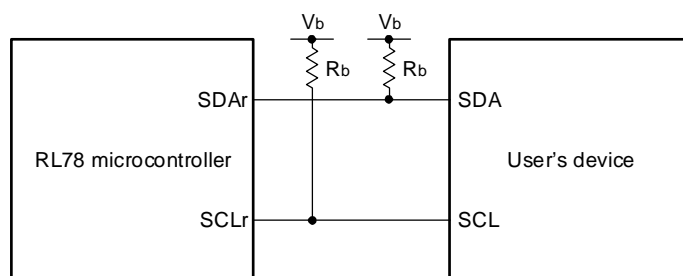 Vb Vb
Rb Rb
SDAr SDA
RL78 microcontroller User's device
SCLr SCL